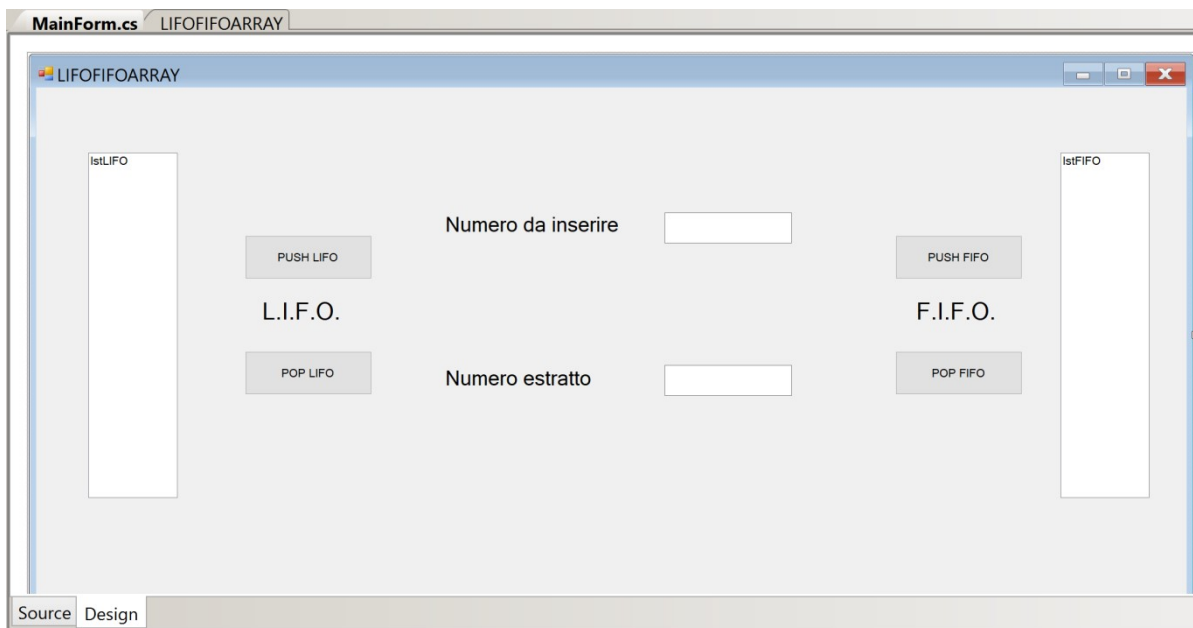 MainForm.cs LIFOFIFOARRAY
LIFOFIFOARRAY
lstLIFO
lstFIFO
Numero da inserire
PUSH LIFO
PUSH FIFO
L.I.F.O.
F.I.F.O.
POP LIFO
Numero estratto
POP FIFO
Source Design